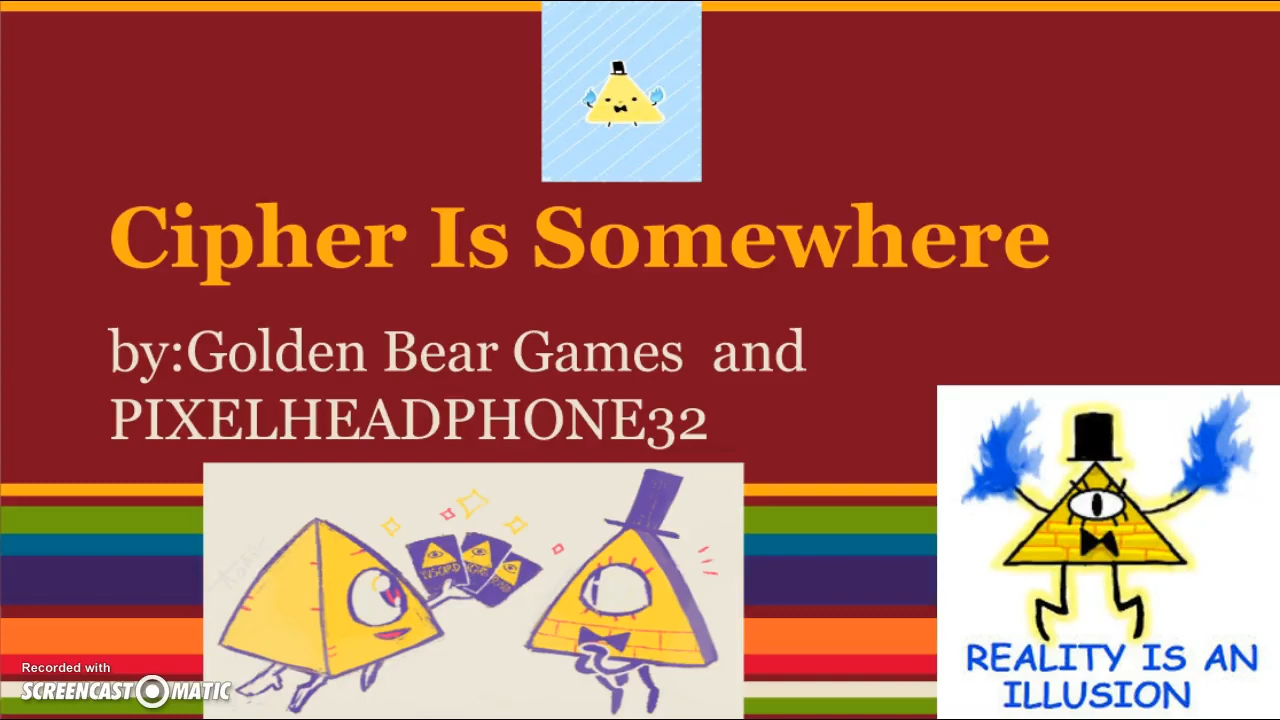 Cipher Is Somewhere
by:Golden Bear Games and
PIXELHEADPHONE32
REALITY IS AN
ILLUSION
Recorded with
SCREENCAST MATIC